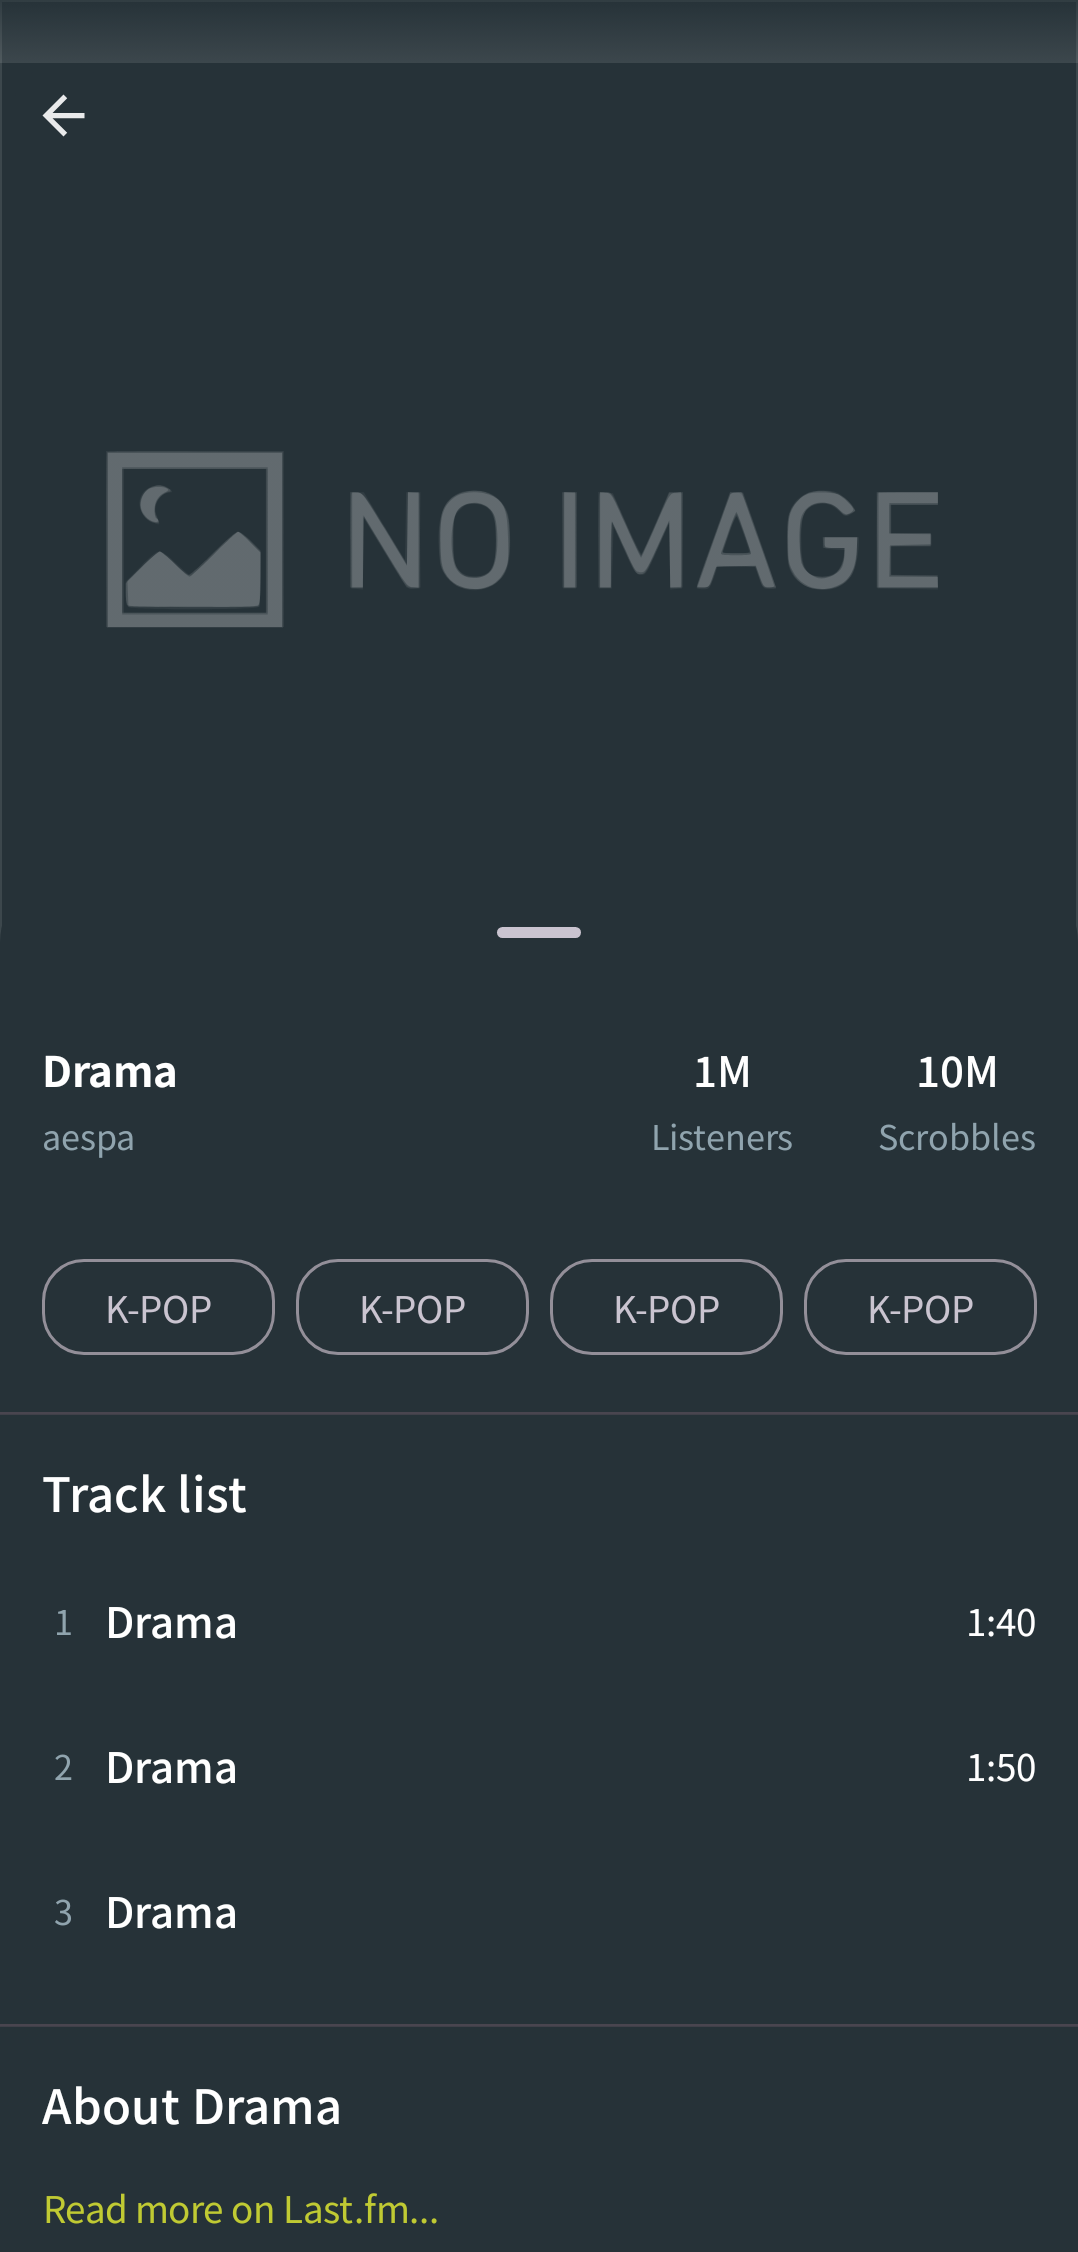 NO IMAGE
Drama
1M
10M
aespa
Listeners
Scrobbles
K-POP
K-POP
K-POP
K-POP
Track list
1 Drama 1:40
2 Drama 1:50
3 Drama
About Drama
Read more on Last.fm...